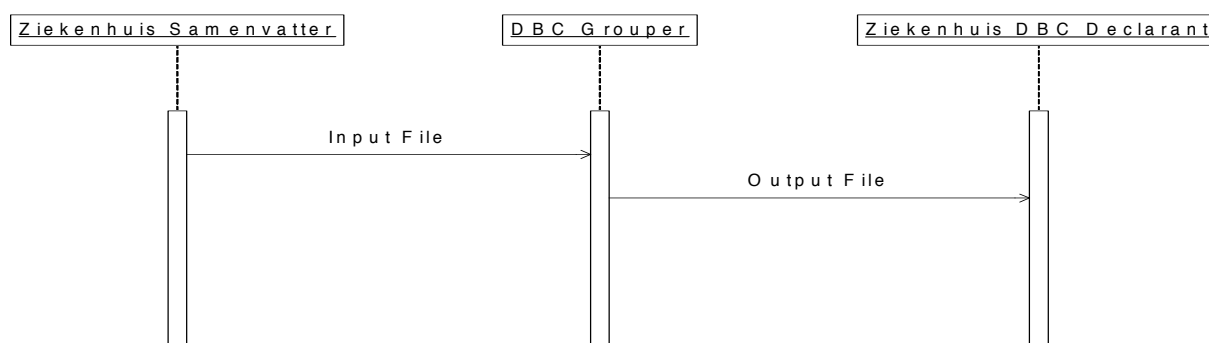 Ziekenhuis Samenvatter
DBC Grouper
Ziekenhuis DBC Declarant
Input File
Output File